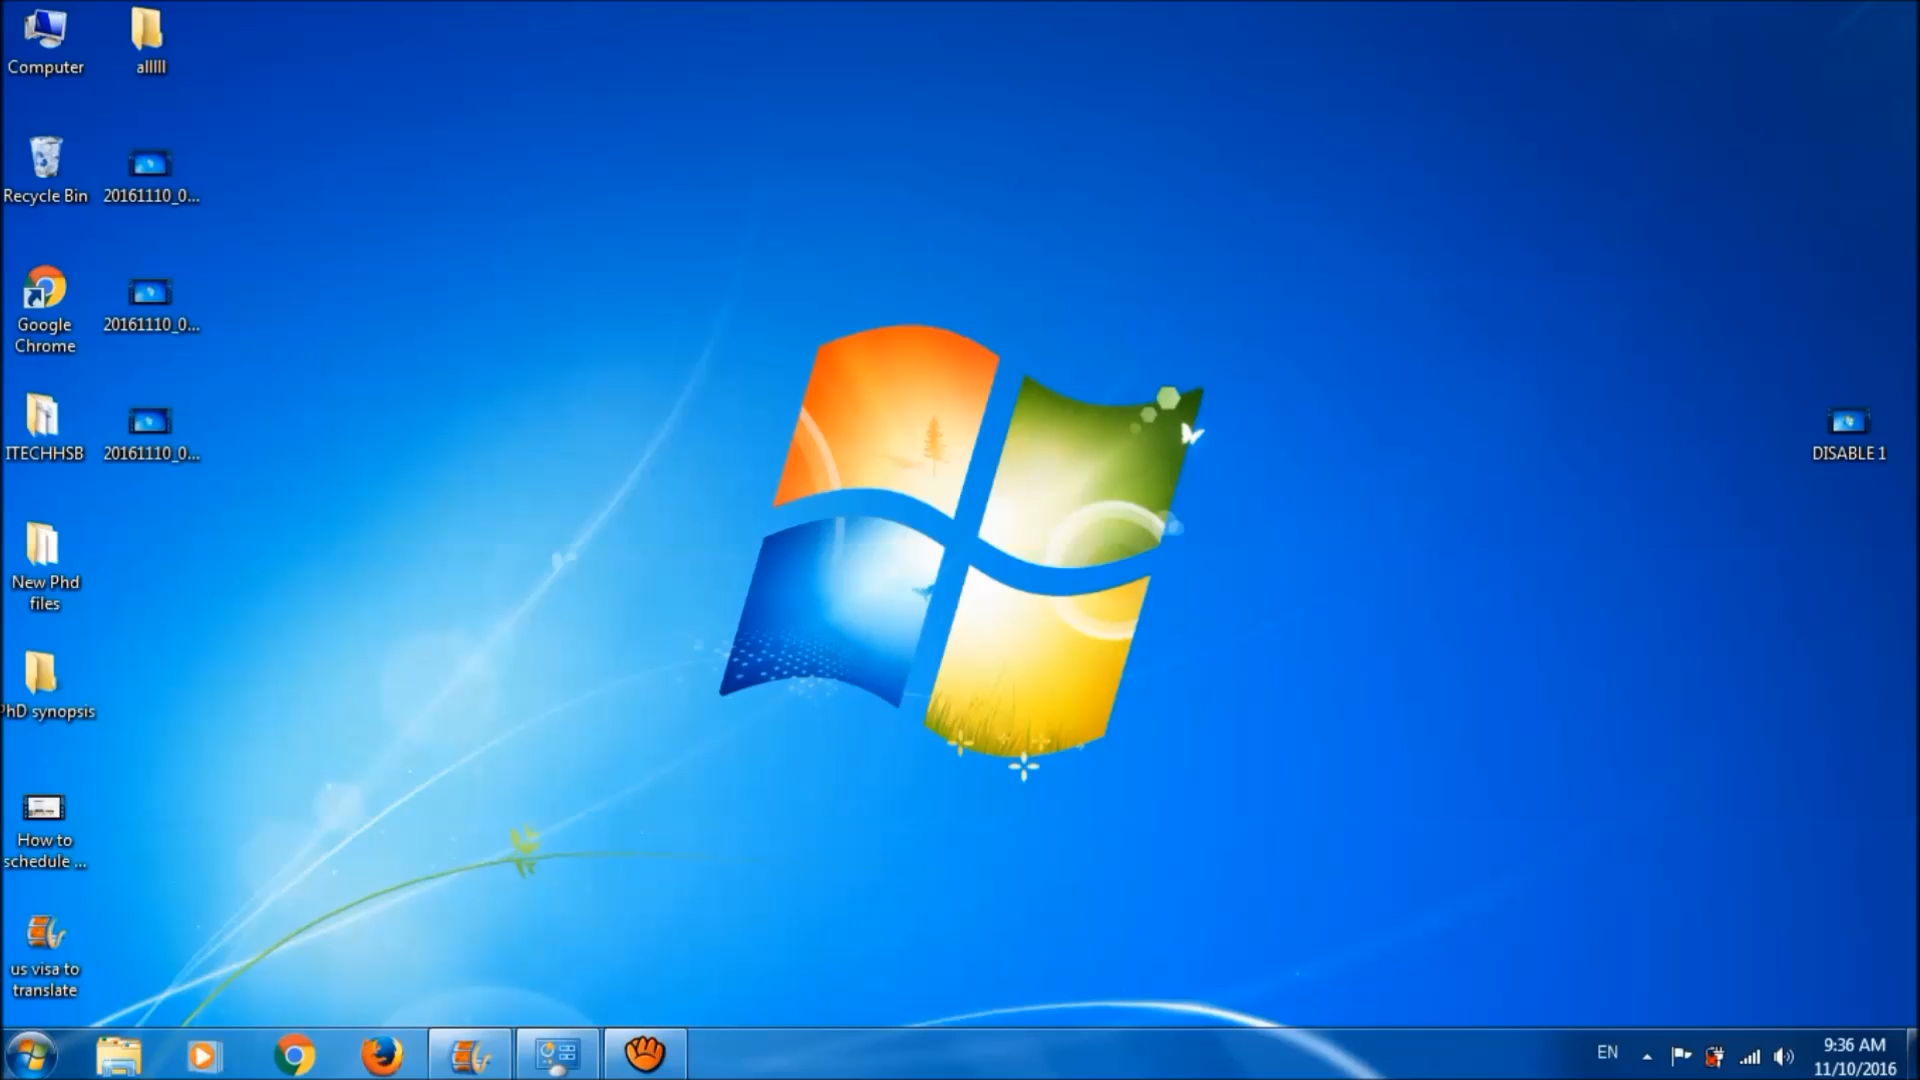 Computer
alllll
Recycle Bin
20161110_0...
Google
Chrome
20161110_0...
ITECHHSB
20161110_0...
DISABLE 1
New Phd
files
PhD synopsis
How to
schedule ...
us visa to
translate
EN
9:36 AM
11/10/2016